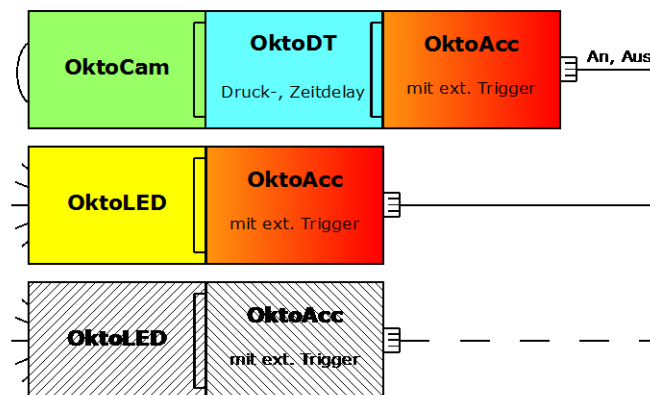 OktoCam
OktoDT
Druck-, Zeitdelay
OktoAcc
mit ext. Trigger
An, Aus
OktoLED
OktoAcc
mit ext. Trigger
OktoLED
OktoAcc
mit ext. Trigger